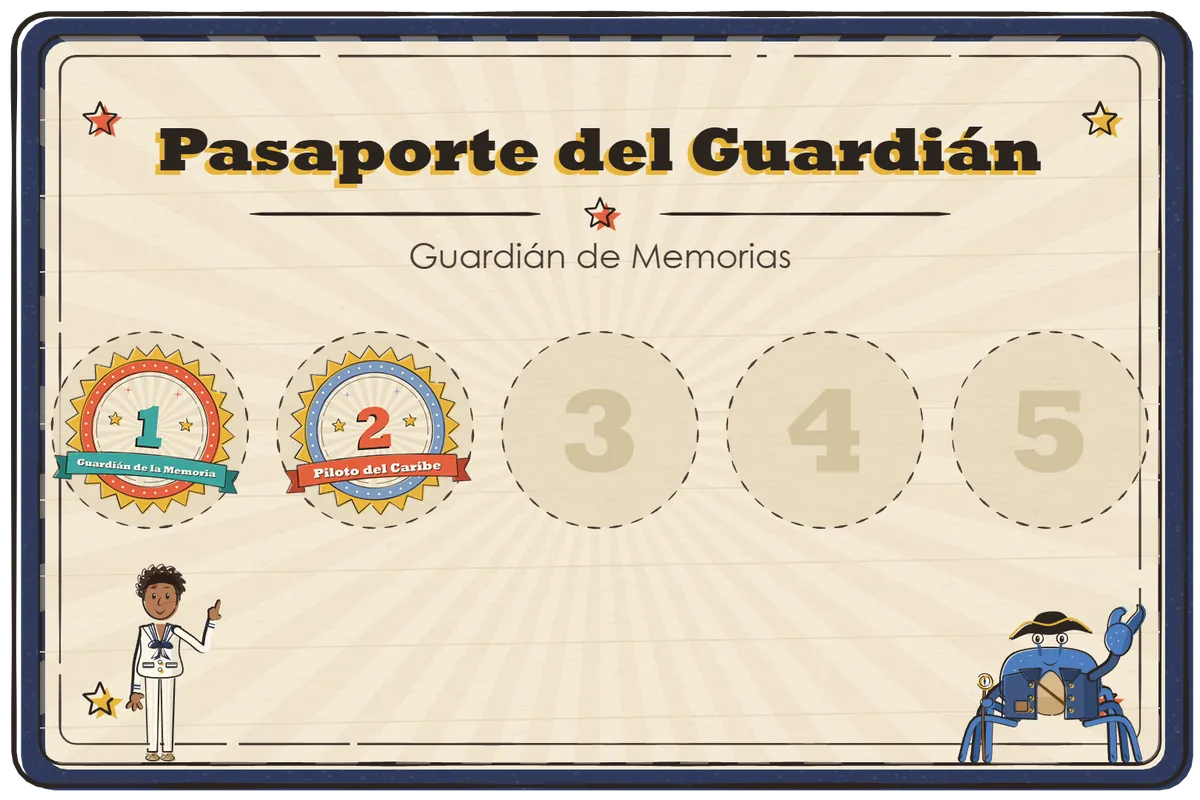 Pasaporte del Guardián
Guardián de Memorias
1
Guardián de la Memoria
2
Piloto del Caribe
3
4
5